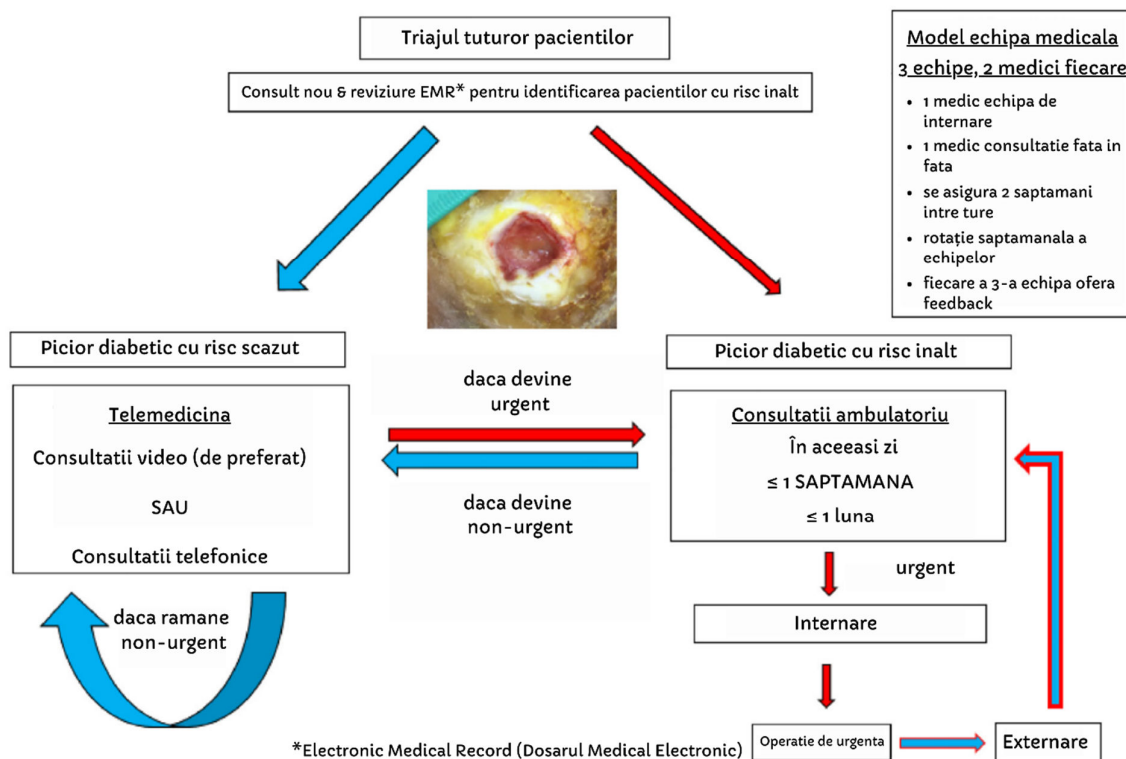 Triajul tuturor pacientilor
Consult nou & reviziure EMR* pentru identificarea pacientilor cu risc inalt
Model echipa medicala
3 echipe, 2 medici fiecare
• 1 medic echipa de
internare
• 1 medic consultatie fata in
fata
• se asigura 2 saptamani
intre ture
• rotație saptamanala a
echipelor
• fiecare a 3-a echipa ofera
feedback
Picior diabetic cu risc scazut
Telemedicina
Consultatii video (de preferat)
SAU
Consultatii telefonice
daca ramane
non-urgent
daca devine
urgent
daca devine
non-urgent
Picior diabetic cu risc inalt
Consultatii ambulatoriu
În aceeasi zi
≤ 1 SAPTAMANA
≤ 1 luna
urgent
Internare
Operatie de urgenta
Externare
*Electronic Medical Record (Dosarul Medical Electronic)